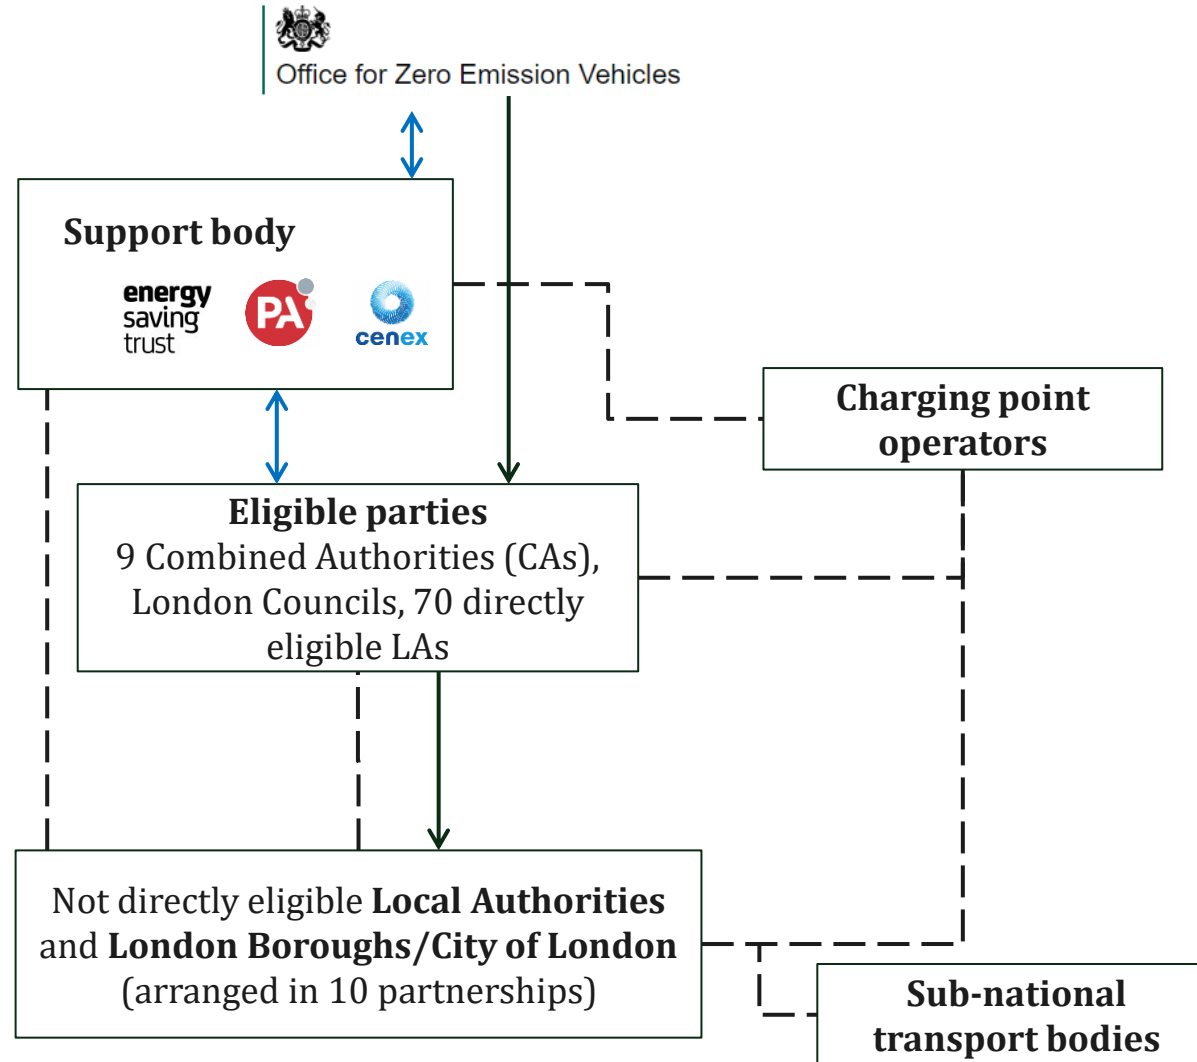 Office for Zero Emission Vehicles
Support body
energy
saving
trust
PA
cenex
Charging point
operators
Eligible parties
9 Combined Authorities (CAs),
London Councils, 70 directly
eligible LAs
Not directly eligible Local Authorities
and London Boroughs/City of London
(arranged in 10 partnerships)
Sub-national
transport bodies